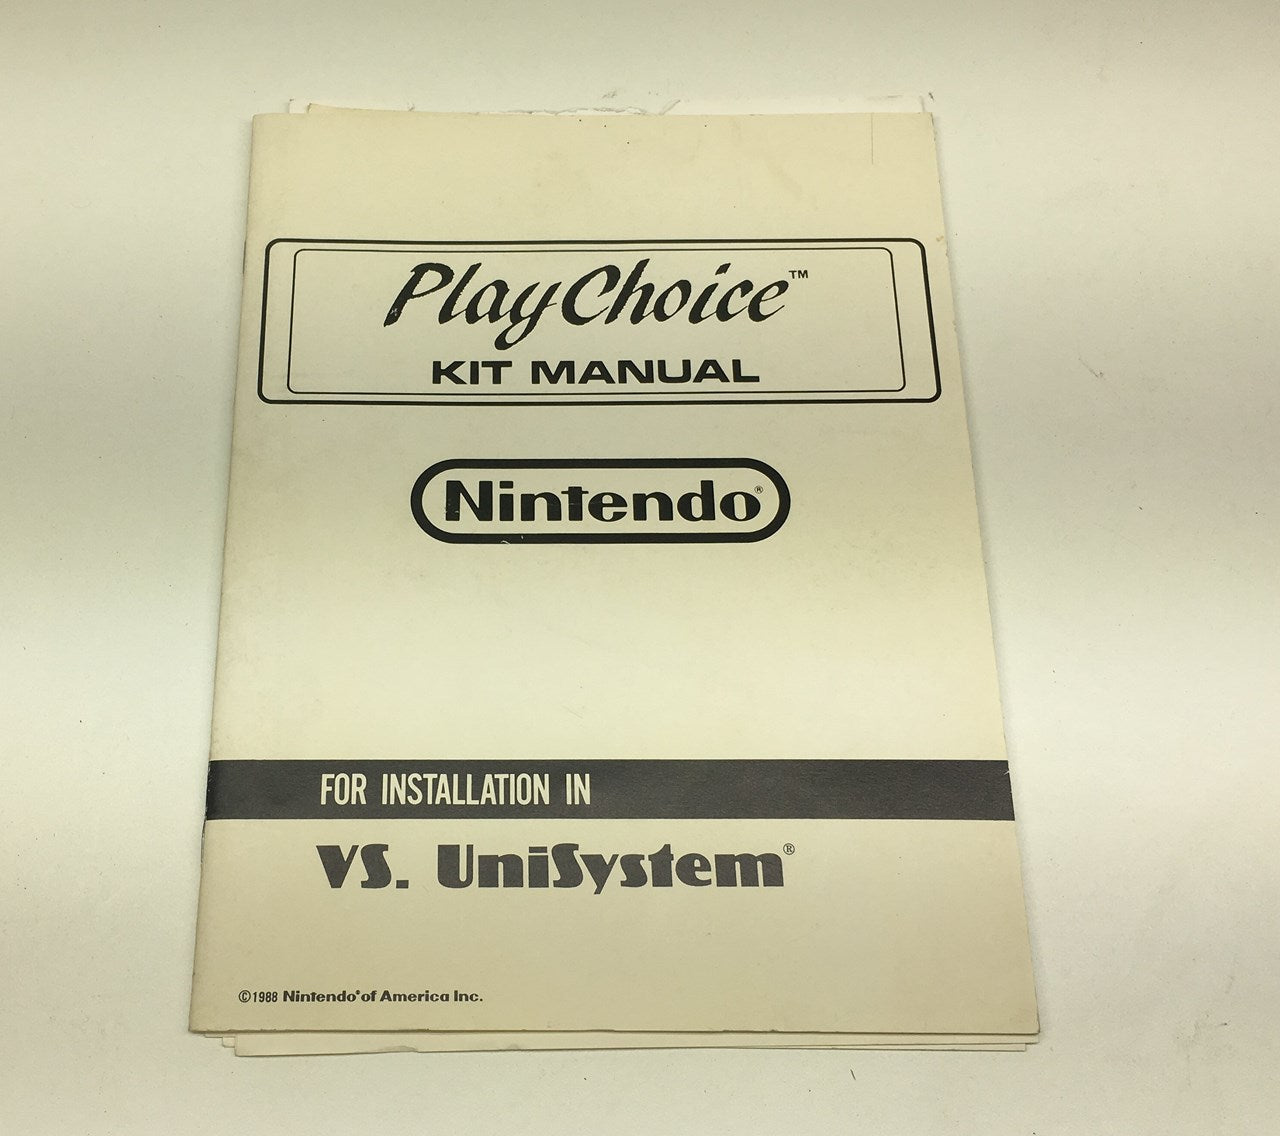 PlayChoice™
KIT MANUAL
Nintendo®
FOR INSTALLATION IN
VS. UniSystem®
©1988 Nintendo® of America Inc.